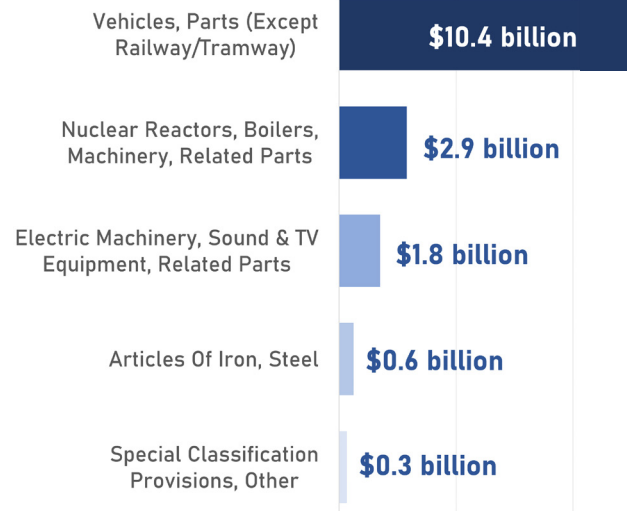 Vehicles, Parts (Except
Railway/Tramway)
$10.4 billion
Nuclear Reactors, Boilers,
Machinery, Related Parts
$2.9 billion
Electric Machinery, Sound & TV
Equipment, Related Parts
$1.8 billion
Articles Of Iron, Steel
$0.6 billion
Special Classification
Provisions, Other
$0.3 billion